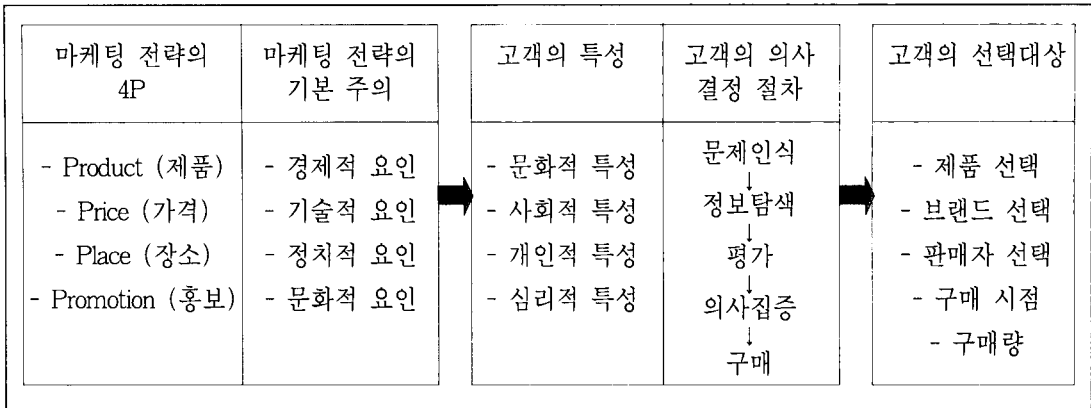 마케팅 전략의
4P
- Product (제품)
- Price (가격)
- Place (장소)
- Promotion (홍보)
마케팅 전략의
기본 주의
- 경제적 요인
- 기술적 요인
- 정치적 요인
- 문화적 요인
고객의 특성
- 문화적 특성
- 사회적 특성
- 개인적 특성
- 심리적 특성
고객의 의사
결정 절차
문제인식
↓
정보탐색
↓
평가
↓
의사집중
↓
구매
고객의 선택대상
- 제품 선택
- 브랜드 선택
- 판매자 선택
- 구매 시점
- 구매량